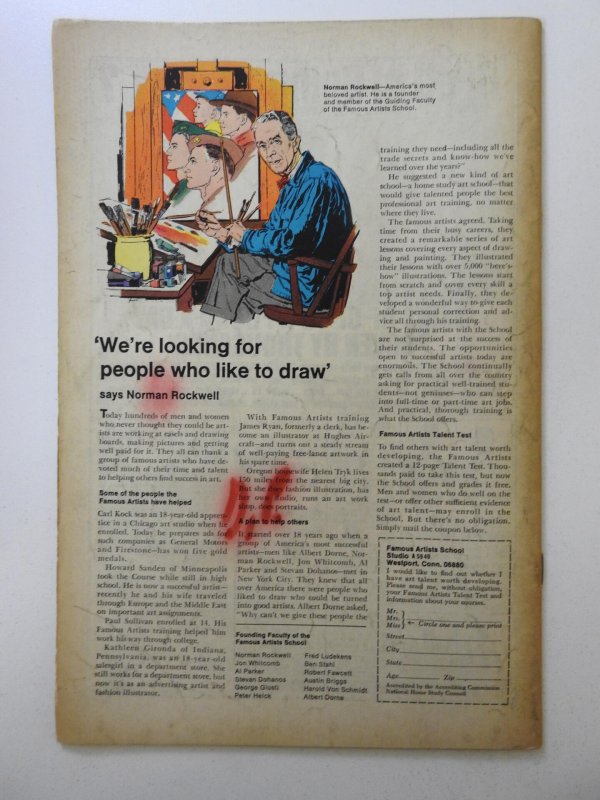 Norman Rockwell—America's most
beloved artist. He is a founder
and member of the Guiding Faculty
of the Famous Artists School.
'We're looking for
people who like to draw'
says Norman Rockwell
Today hundreds of men and women
who never thought they could be art-
ists are working at easels and drawing
boards, making pictures and getting
well paid for it. They all can thank a
group of famous artists who have de-
voted much of their time and talent
to helping others find success in art.
Some of the people the
Famous Artists have helped
Carl Kock was an 18-year-old appren-
tice in a Chicago art studio when he
enrolled. Today he prepares ads for
such companies as General Motors
and Firestone—has won five gold
medals.
Howard Sanden of Minneapolis
took the Course while still in high
school. He is now a successful artist—
recently he and his wife traveled
through Europe and the Middle East
on important art assignments.
Paul Sullivan enrolled at 14. His
Famous Artists training helped him
work his way through college.
Kathleen Gironda of Indiana,
Pennsylvania, was an 18-year-old
salesgirl in a department store. She
still works for a department store, but
now it's as an advertising artist and
fashion illustrator.
With Famous Artists training
James Ryan, formerly a clerk, has be-
come an illustrator at Hughes Air-
craft—and turns out a steady stream
of well-paying free-lance artwork in
his spare time.
Oregon housewife Helen Tryk lives
150 miles from the nearest big city.
But she does fashion illustration, has
her own studio, runs an art work
shop, does portraits.
A plan to help others
It started over 18 years ago when a
group of America's most successful
artists—men like Albert Dorne, Nor-
man Rockwell, Jon Whitcomb, Al
Parker and Stevan Dohanos—met in
New York City. They knew that all
over America there were people who
liked to draw who could be turned
into good artists. Albert Dorne asked,
"Why can't we give these people the
Founding Faculty of the
Famous Artists School
Norman Rockwell
Jon Whitcomb
Al Parker
Stevan Dohanos
George Giusti
Peter Helck
Fred Ludekens
Ben Stahl
Robert Fawcett
Austin Briggs
Harold Von Schmidt
Albert Dorne
training they need—including all the
trade secrets and know-how we've
learned over the years?"
He suggested a new kind of art
school—a home study art school—that
would give talented people the best
professional art training, no matter
where they live.
The famous artists agreed. Taking
time from their busy careers, they
created a remarkable series of art
lessons covering every aspect of draw-
ing and painting. They illustrated
their lessons with over 5,000 "here's-
how" illustrations. The lessons start
from scratch and cover every skill a
top artist needs. Finally, they de-
veloped a wonderful way to give each
student personal correction and ad-
vice all through his training.
The famous artists with the School
are not surprised at the success of
their students. The opportunities
open to successful artists today are
enormous. The School continually
gets calls from all over the country
asking for practical well-trained stu-
dents—not geniuses—who can step
into full-time or part-time art jobs.
And practical, thorough training is
what the School offers.
Famous Artists Talent Test
To find others with art talent worth
developing, the Famous Artists
created a 12-page Talent Test. Thou-
sands paid to take this test, but now
the School offers and grades it free.
Men and women who do well on the
test—or offer other sufficient evidence
of art talent—may enroll in the
School. But there's no obligation.
Simply mail the coupon below.
Famous Artists School
Studio A 5949
Westport, Conn. 06880
I would like to find out whether I
have art talent worth developing.
Please send me, without obligation,
your Famous Artists Talent Test and
information about your courses.
Mr.
Mrs.
Miss Circle one and please print
Street
City
State
Age Zip
Accredited by the Accrediting Commission
National Home Study Council